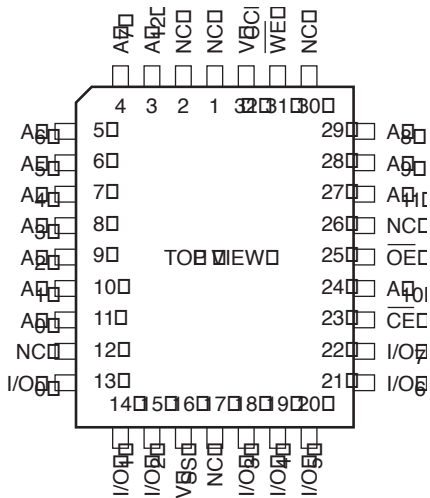 A7 A12 NC NC VCC WE NC
4 3 2 1 32 31 30
A6 5 29 A8
A5 6 28 A9
A4 7 27 A11
A3 8 26 NC
A2 9 TOP VIEW 25 OE
A1 10 24 A10
A0 11 23 CE
NC 12 22 I/O7
I/O0 13 21 I/O6
14 15 16 17 18 19 20
I/O1 I/O2 VSS NC I/O3 I/O4 I/O5